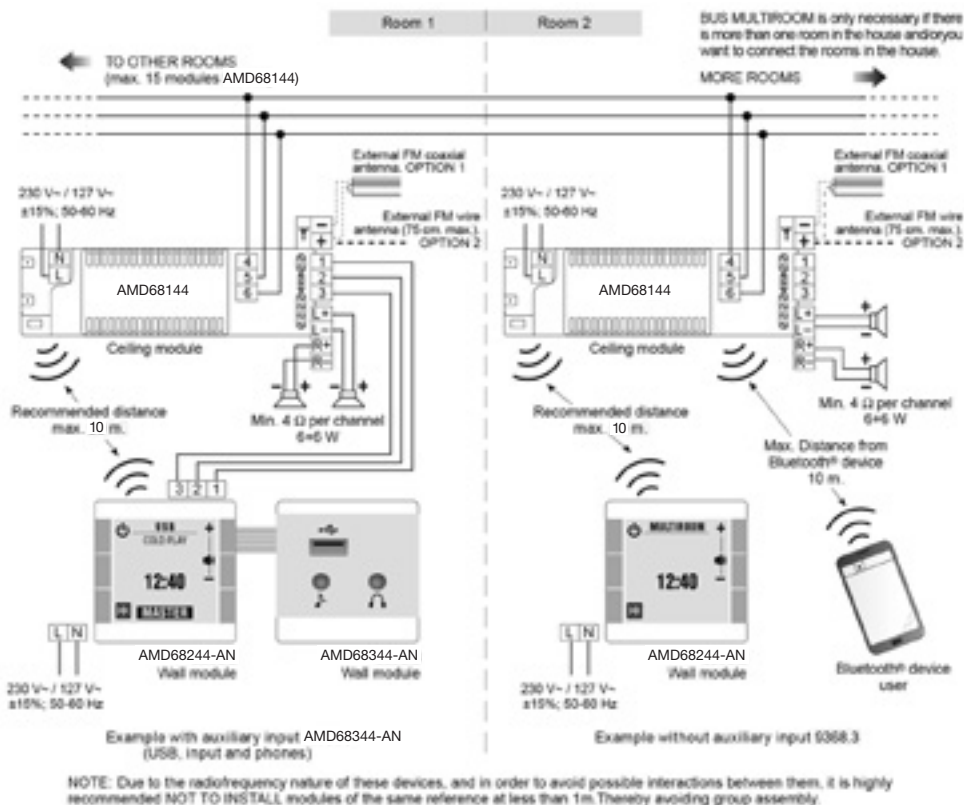 Room 1
Room 2
BUS MULTIROOM is only necessary if there
is more than one room in the house and/oryou
want to connect the rooms in the house.
TO OTHER ROOMS
(max. 15 modules AMD68144)
MORE ROOMS
External FM coaxial
antenna. OPTION 1
230 V~ / 127 V~
±15%; 50-60 Hz
External FM wire
antenna (75 cm. max.).
OPTION 2
N
L
AMD68144
4
5
6
-
+
1
2
3
L+
L-
R+
R-
Ceiling module
- + - +
Min. 4 Ω per channel
6+6 W
Recommended distance
max. 10 m.
3 2 1
USB
COLD PLAY
+
-
12:40
MASTER
L N
230 V~ / 127 V~
±15%; 50-60 Hz
AMD68244-AN
Wall module
AMD68344-AN
Wall module
Example with auxiliary input AMD68344-AN
(USB, input and phones)
External FM coaxial
antenna. OPTION 1
230 V~ / 127 V~
±15%; 50-60 Hz
External FM wire
antenna (75 cm. max.).
OPTION 2
N
L
AMD68144
4
5
6
-
+
1
2
3
L+
L-
R+
R-
+
-
+
-
Ceiling module
Min. 4 Ω per channel
6+6 W
Recommended distance
max. 10 m.
Max. Distance from
Bluetooth® device
10 m.
MULTIROOM
+
-
12:40
L N
230 V~ / 127 V~
±15%; 50-60 Hz
AMD68244-AN
Wall module
Bluetooth® device
user
Example without auxiliary input 9368.3
NOTE: Due to the radiofrequency nature of these devices, and in order to avoid possible interactions between them, it is highly
recommended NOT TO INSTALL modules of the same reference at less than 1m.Thereby avoiding group assembly.